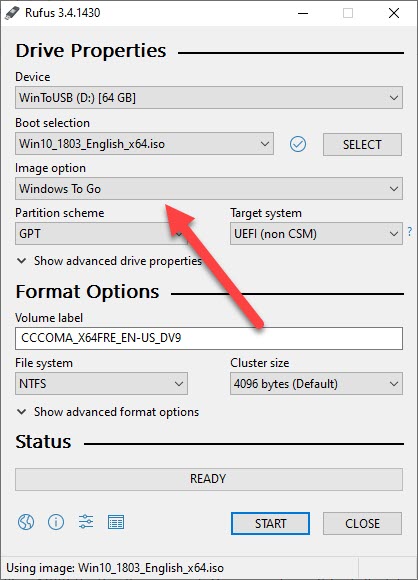 Rufus 3.4.1430
Drive Properties
Device
WinToUSB (D:) [64 GB]
Boot selection
Win10_1803_English_x64.iso
SELECT
Image option
Windows To Go
Partition scheme
Target system
GPT
UEFI (non CSM)
?
Show advanced drive properties
Format Options
Volume label
CCCOMA_X64FRE_EN-US_DV9
File system
Cluster size
NTFS
4096 bytes (Default)
Show advanced format options
Status
READY
START
CLOSE
Using image: Win10_1803_English_x64.iso